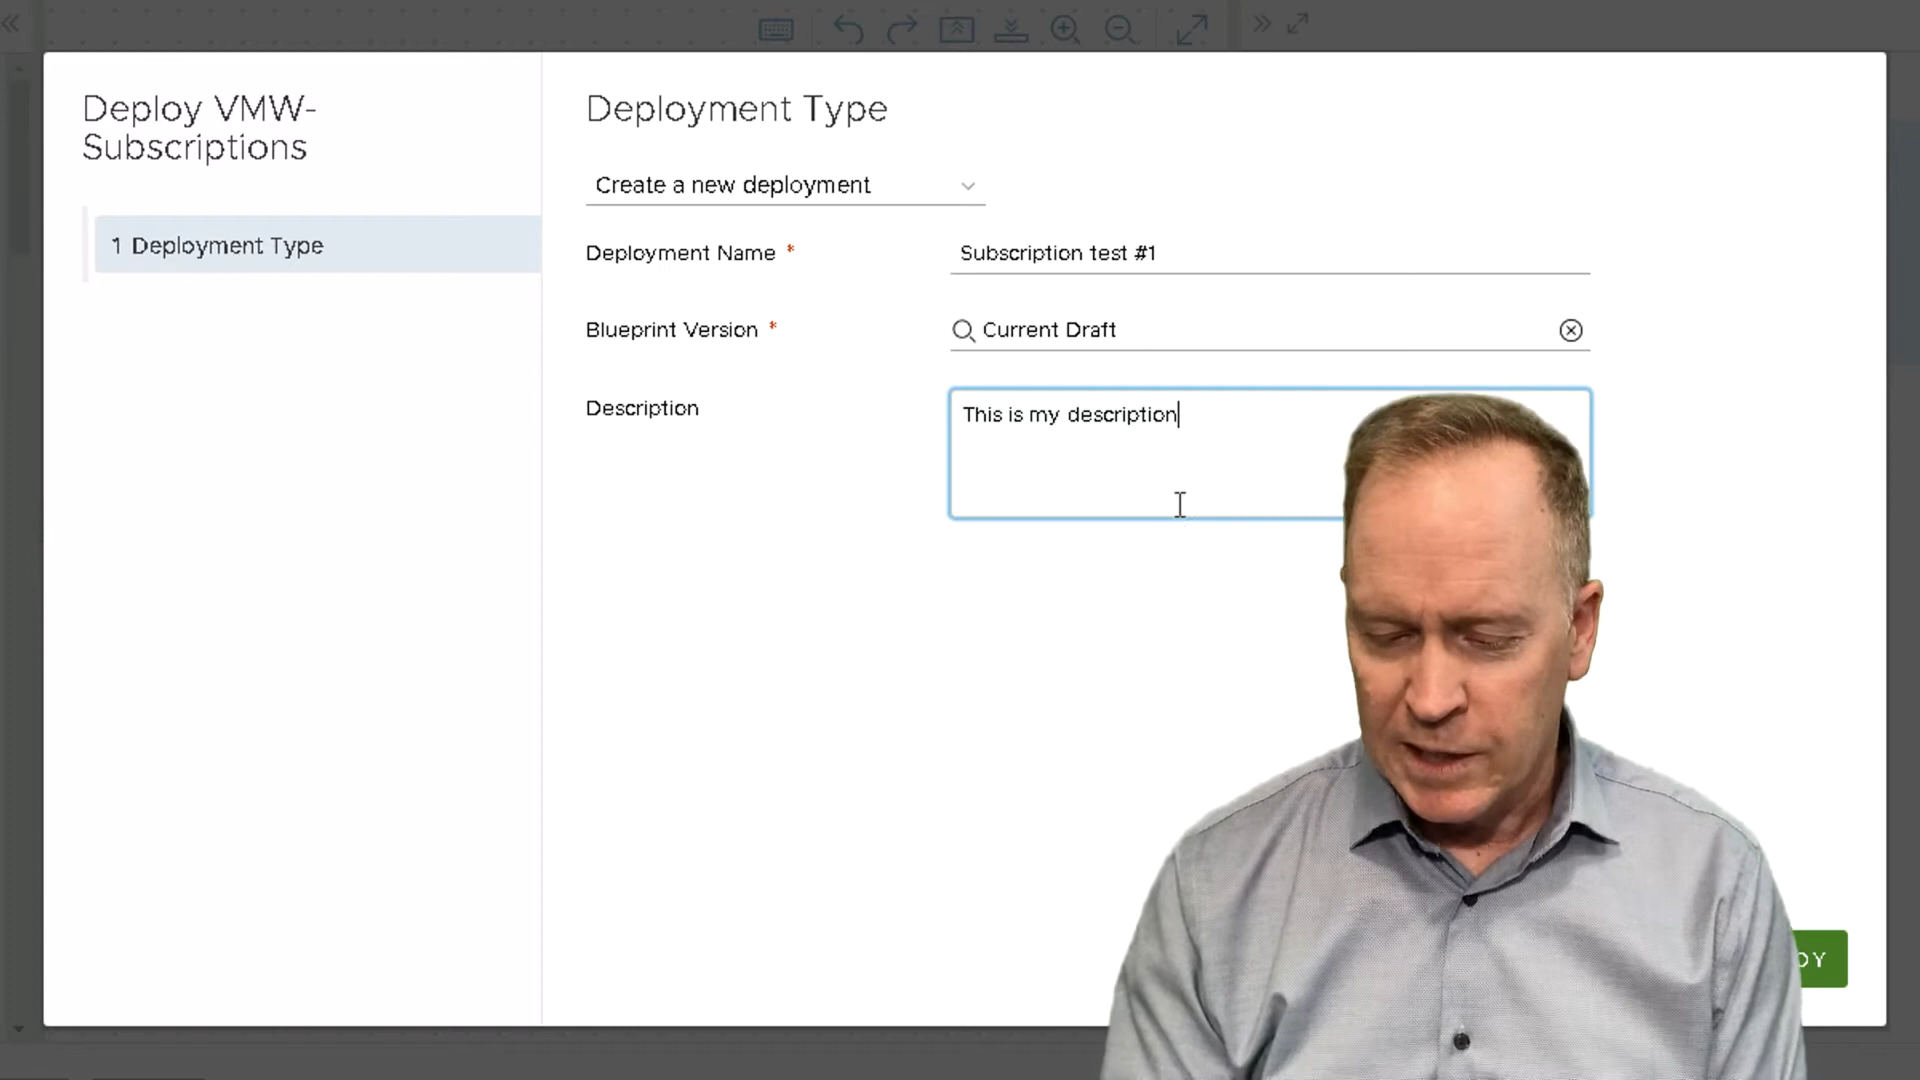 Deploy VMW-
Subscriptions
1 Deployment Type
Deployment Type
Create a new deployment
Deployment Name *
Subscription test #1
Blueprint Version *
Current Draft
Description
This is my description
OY